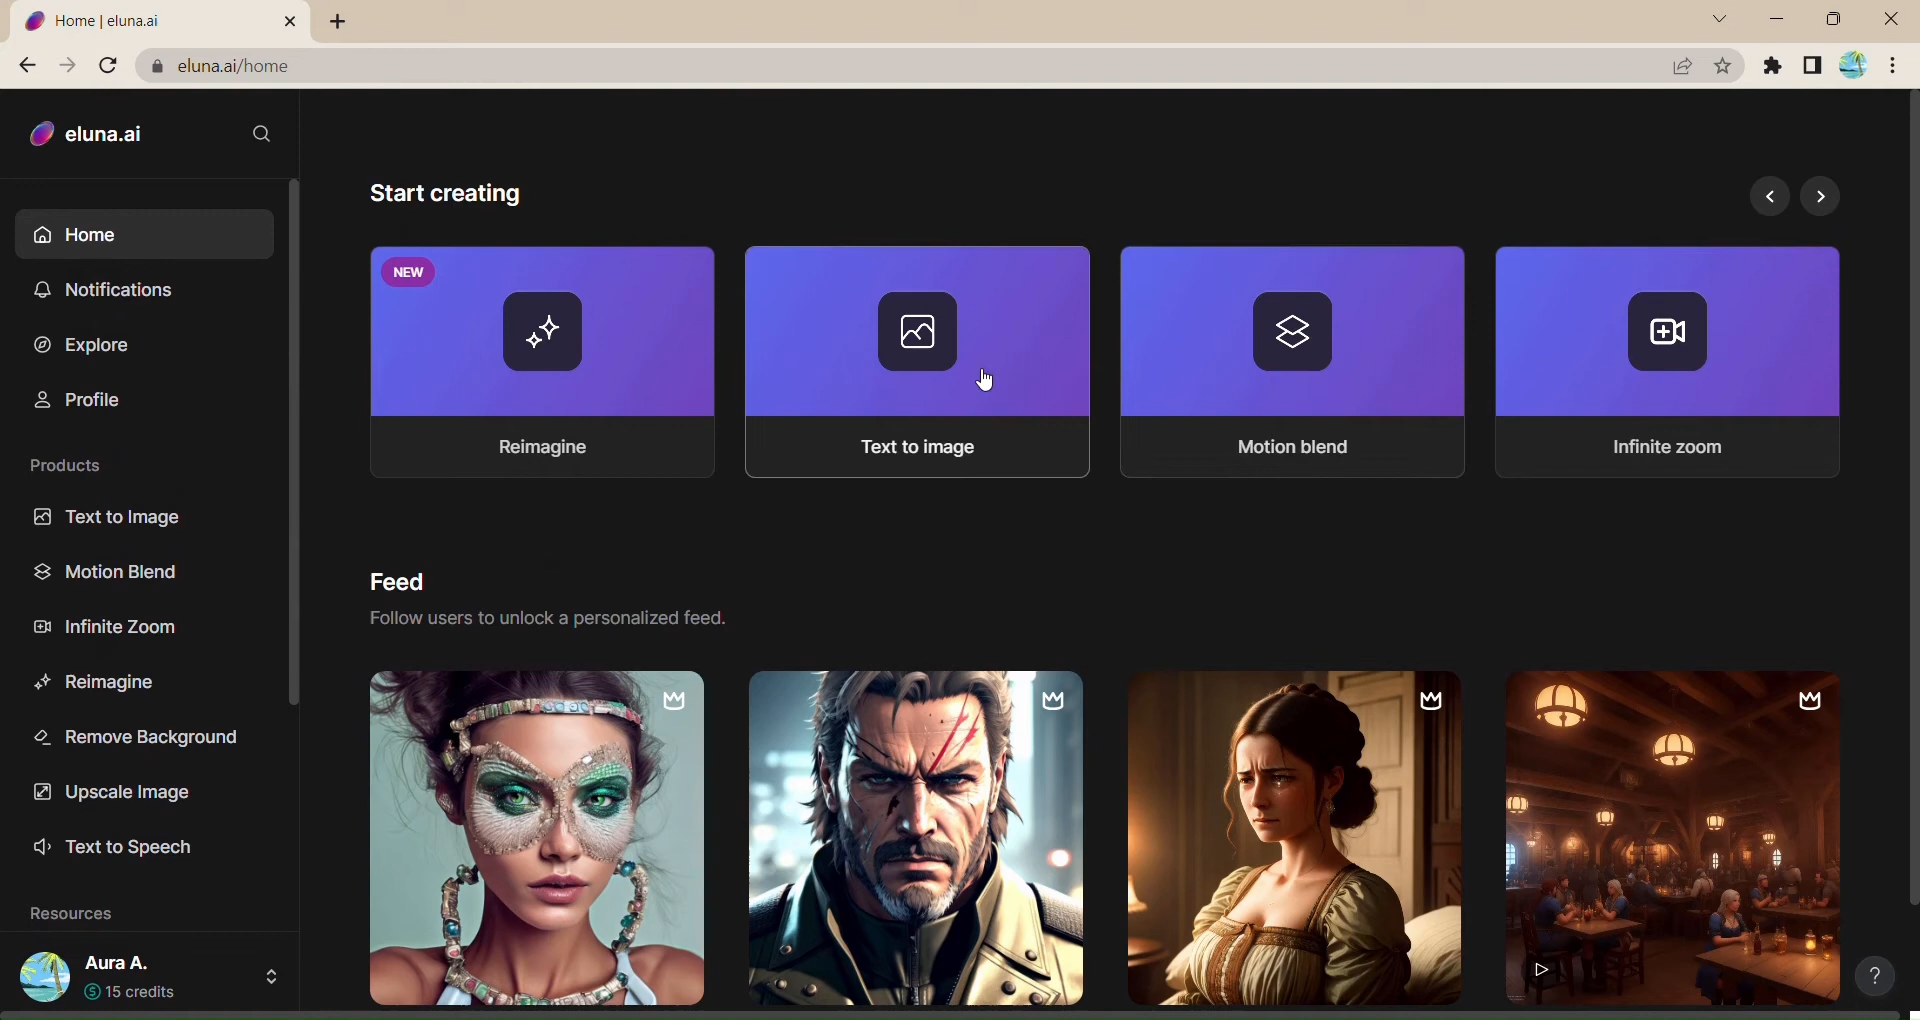 Home | eluna.ai
eluna.ai/home
eluna.ai
Home
Notifications
Explore
Profile
Products
Text to Image
Motion Blend
Infinite Zoom
Reimagine
Remove Background
Upscale Image
Text to Speech
Resources
Aura A.
15 credits
Start creating
NEW
Reimagine
Text to image
Motion blend
Infinite zoom
Feed
Follow users to unlock a personalized feed.
?